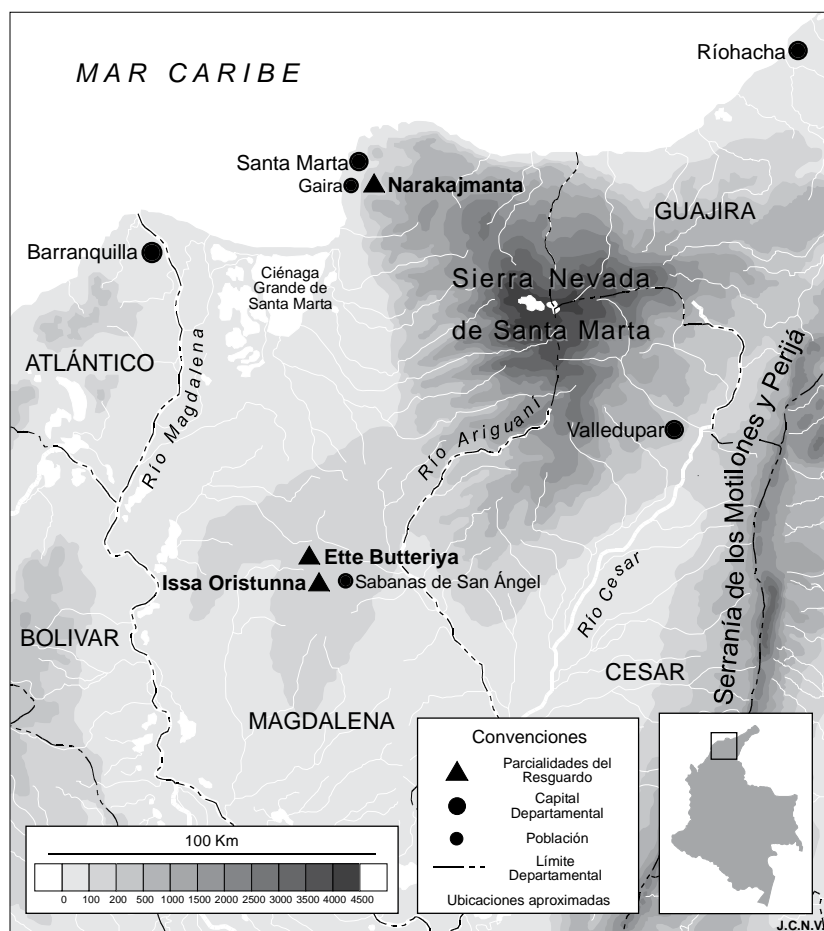 MAR CARIBE
Ríohacha
Santa Marta
Gaira
Narakajmanta
GUAJIRA
Barranquilla
Ciénaga
Grande de
Santa Marta
Sierra Nevada
de Santa Marta
ATLÁNTICO
Río Magdalena
Río Ariguaní
Valledupar
Serranía de los Motilones y Perijá
Ette Butteriya
Issa Oristunna
Sabanas de San Ángel
Río Cesar
BOLIVAR
CESAR
MAGDALENA
Convenciones
Parcialidades del
Resguardo
Capital
Departamental
Población
Límite
Departamental
Ubicaciones aproximadas
100 Km
0 100 200 500 1000 1500 2000 2500 3000 3500 4000 4500